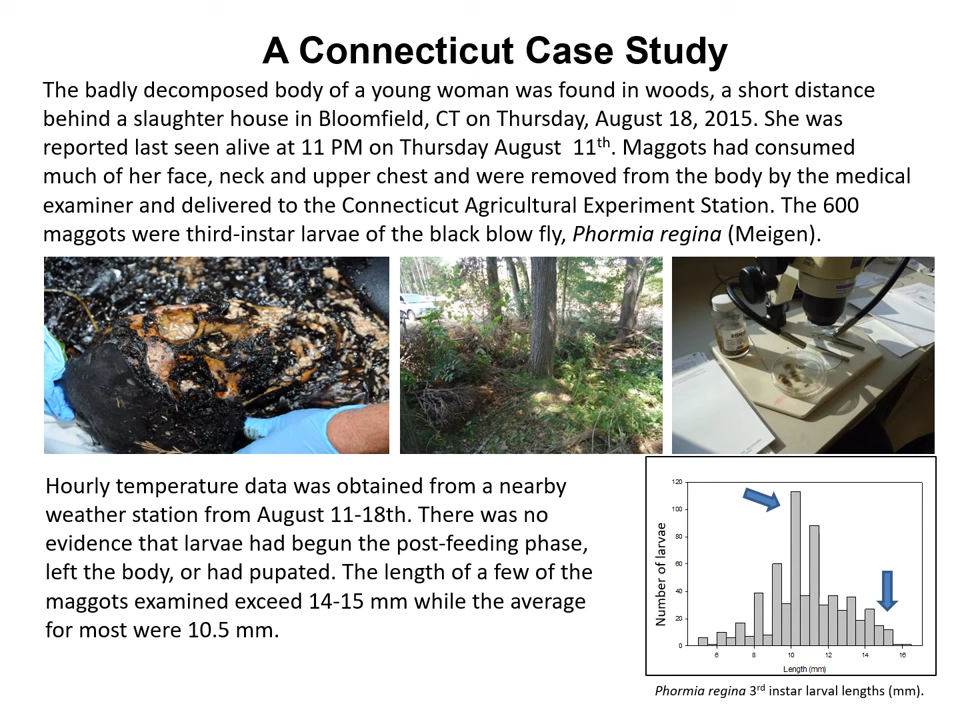 A Connecticut Case Study
The badly decomposed body of a young woman was found in woods, a short distance
behind a slaughter house in Bloomfield, CT on Thursday, August 18, 2015. She was
reported last seen alive at 11 PM on Thursday August  11th. Maggots had consumed
much of her face, neck and upper chest and were removed from the body by the medical
examiner and delivered to the Connecticut Agricultural Experiment Station. The 600
maggots were third-instar larvae of the black blow fly, Phormia regina (Meigen).
Hourly temperature data was obtained from a nearby
weather station from August 11-18th. There was no
evidence that larvae had begun the post-feeding phase,
left the body, or had pupated. The length of a few of the
maggots examined exceed 14-15 mm while the average
for most were 10.5 mm.
Number of larvae
120
100
80
60
40
20
0
6 8 10 12 14 16
Length (mm)
Phormia regina 3rd instar larval lengths (mm).